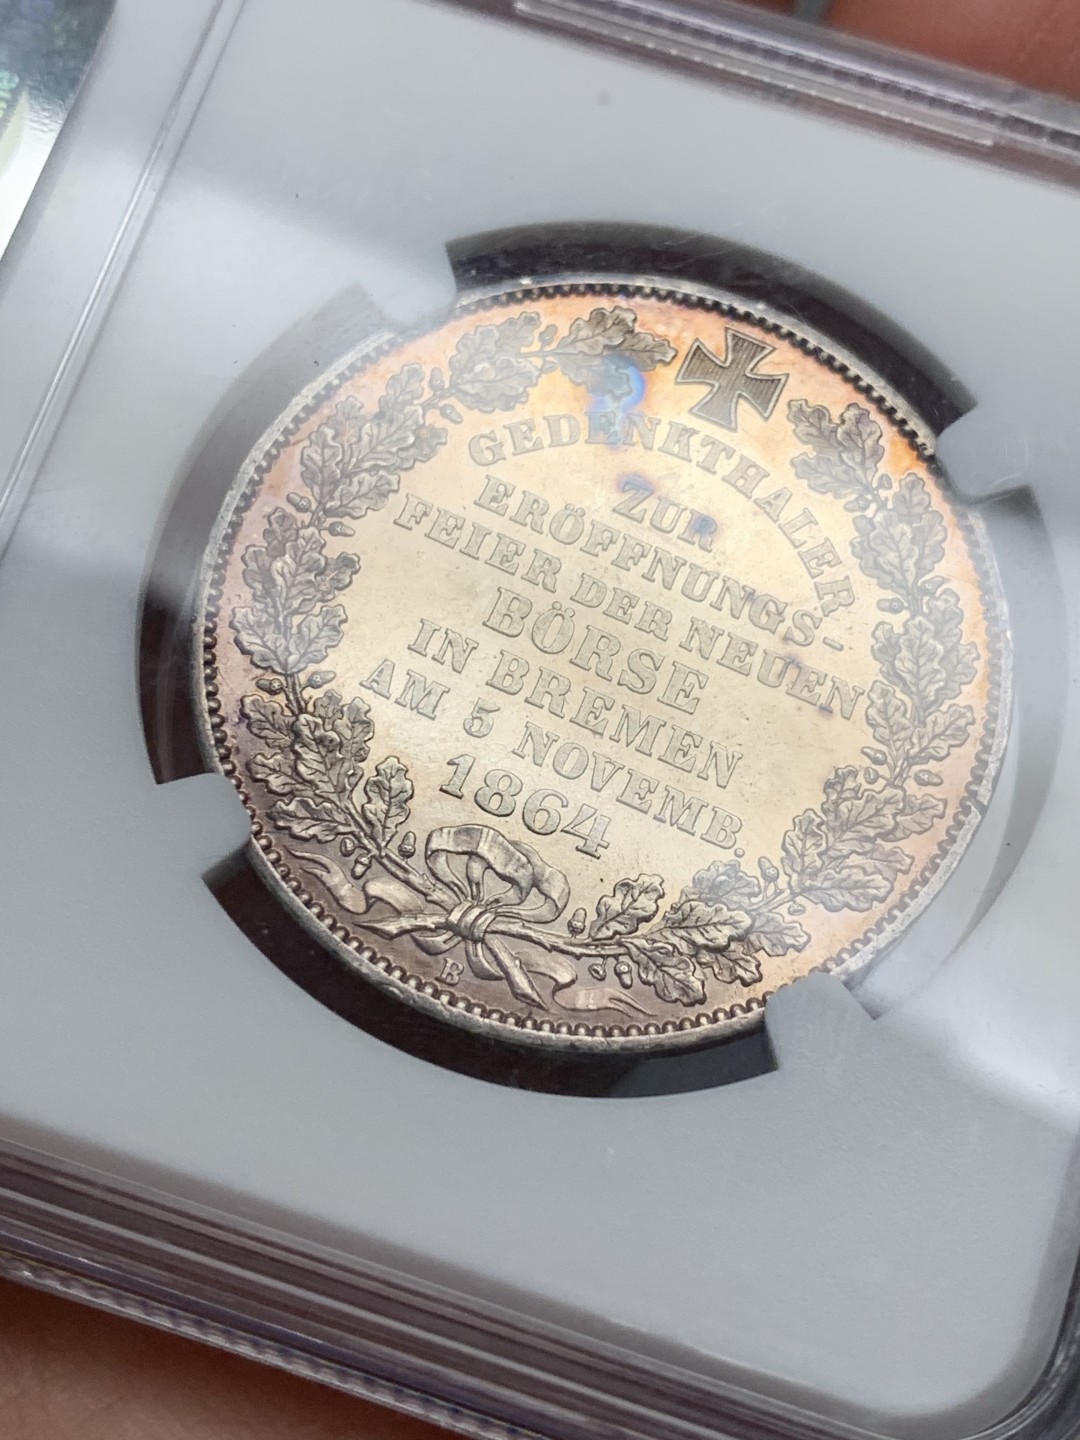 GEDENKTHALER
ZUR
ERÖFFNUNGS-
FEIER DER NEUEN
BÖRSE
IN BREMEN
AM 5 NOVEMB.
1864
B H